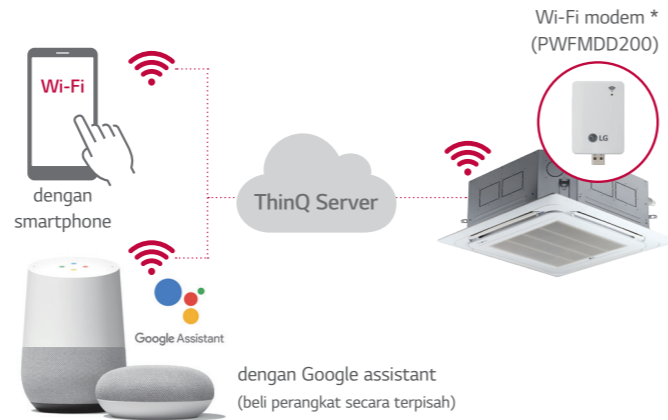 Wi-Fi modem *
(PWFMDD200)
Wi-Fi
LG
dengan
smartphone
ThinQ Server
Google Assistant
dengan Google assistant
(beli perangkat secara terpisah)